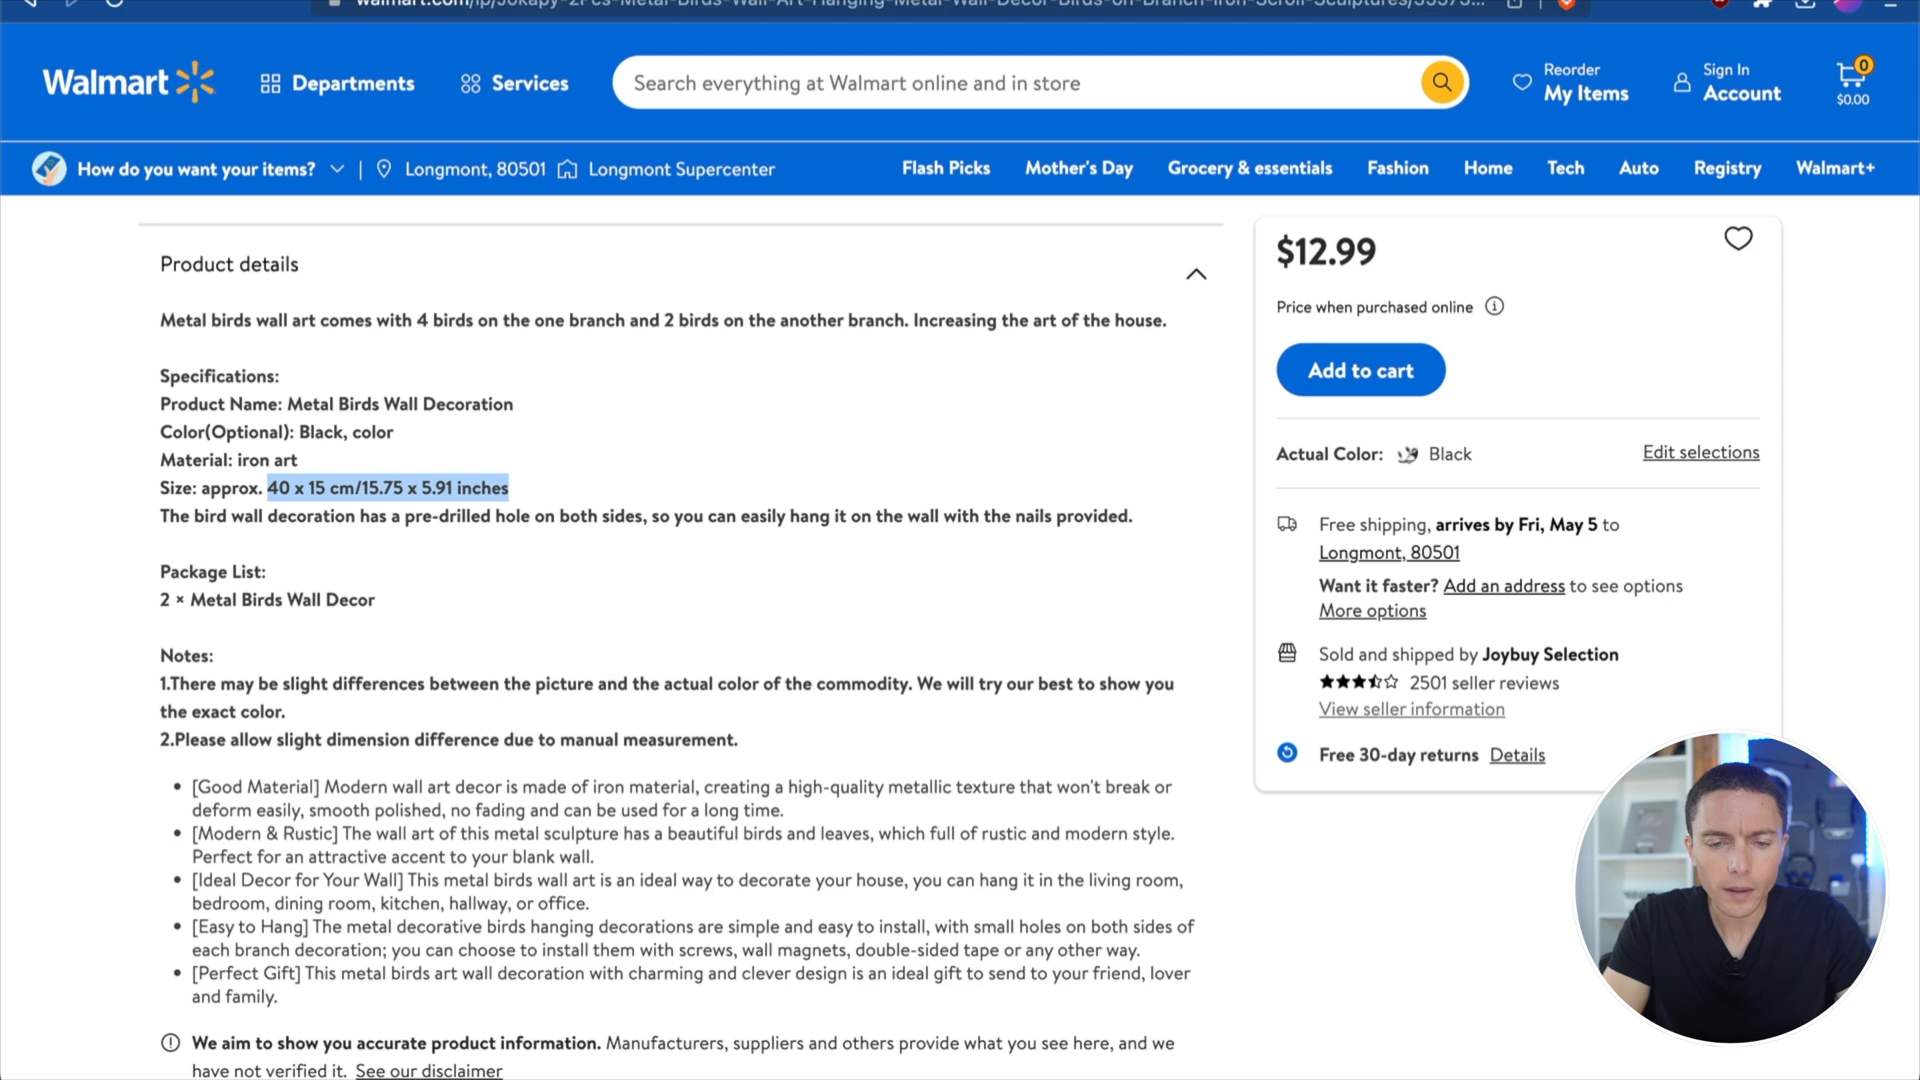 walmart.com/ip/Jokapy-2Pcs-Metal-Birds-Wall-Art-Hanging-Metal-Wall-Decor-Birds-on-Branch-Iron-Scroll-Sculptures/
Walmart
Departments
Services
Search everything at Walmart online and in store
Reorder
My Items
Sign In
Account
0
$0.00
How do you want your items? | Longmont, 80501 Longmont Supercenter
Flash Picks Mother's Day Grocery & essentials Fashion Home Tech Auto Registry Walmart+
Product details
Metal birds wall art comes with 4 birds on the one branch and 2 birds on the another branch. Increasing the art of the house.
Specifications:
Product Name: Metal Birds Wall Decoration
Color(Optional): Black, color
Material: iron art
Size: approx. 40 x 15 cm/15.75 x 5.91 inches
The bird wall decoration has a pre-drilled hole on both sides, so you can easily hang it on the wall with the nails provided.
Package List:
2 × Metal Birds Wall Decor
Notes:
1.There may be slight differences between the picture and the actual color of the commodity. We will try our best to show you
the exact color.
2.Please allow slight dimension difference due to manual measurement.
• [Good Material] Modern wall art decor is made of iron material, creating a high-quality metallic texture that won't break or
deform easily, smooth polished, no fading and can be used for a long time.
• [Modern & Rustic] The wall art of this metal sculpture has a beautiful birds and leaves, which full of rustic and modern style.
Perfect for an attractive accent to your blank wall.
• [Ideal Decor for Your Wall] This metal birds wall art is an ideal way to decorate your house, you can hang it in the living room,
bedroom, dining room, kitchen, hallway, or office.
• [Easy to Hang] The metal decorative birds hanging decorations are simple and easy to install, with small holes on both sides of
each branch decoration; you can choose to install them with screws, wall magnets, double-sided tape or any other way.
• [Perfect Gift] This metal birds art wall decoration with charming and clever design is an ideal gift to send to your friend, lover
and family.
We aim to show you accurate product information. Manufacturers, suppliers and others provide what you see here, and we
have not verified it. See our disclaimer
$12.99
Price when purchased online
Add to cart
Actual Color: Black
Edit selections
Free shipping, arrives by Fri, May 5 to
Longmont, 80501
Want it faster? Add an address to see options
More options
Sold and shipped by Joybuy Selection
2501 seller reviews
View seller information
Free 30-day returns Details